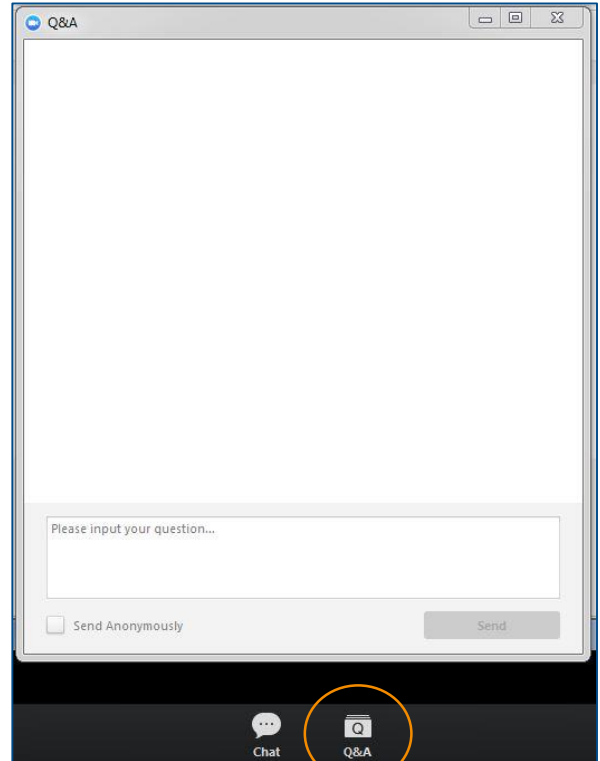 Q&A
Please input your question...
Send Anonymously
Send
Q
Chat
Q&A